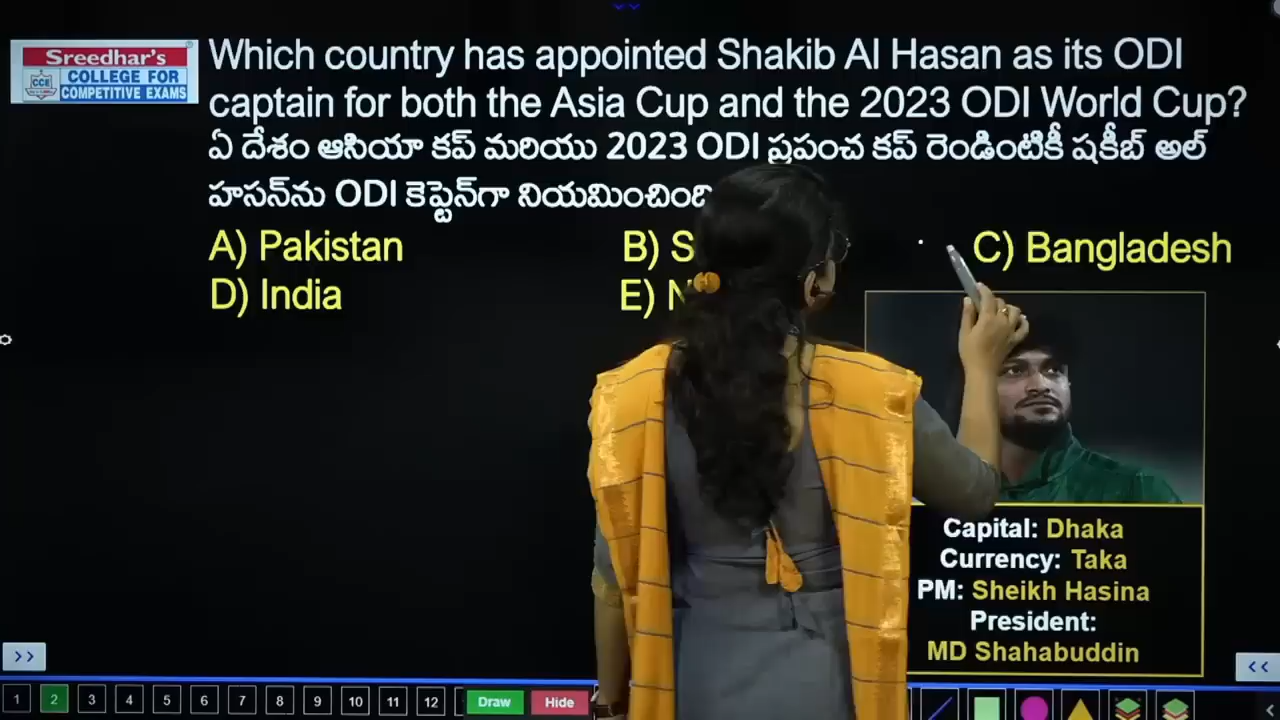 Sreedhar's
CCE
COLLEGE FOR
COMPETITIVE EXAMS
Which country has appointed Shakib Al Hasan as its ODI
captain for both the Asia Cup and the 2023 ODI World Cup?
ఏ దేశం ఆసియా కప్ మరియు 2023 ODI ప్రపంచ కప్ రెండింటికీ షకీబ్ అల్
హసన్‌ను ODI కెప్టెన్‌గా
A) Pakistan
B)
C) Bangladesh
D) India
E)
Capital: Dhaka
Currency: Taka
PM: Sheikh Hasina
President:
MD Shahabuddin
>> 
<<
1 2 3 4 5 6 7 8 9 10 11 12 Draw Hide